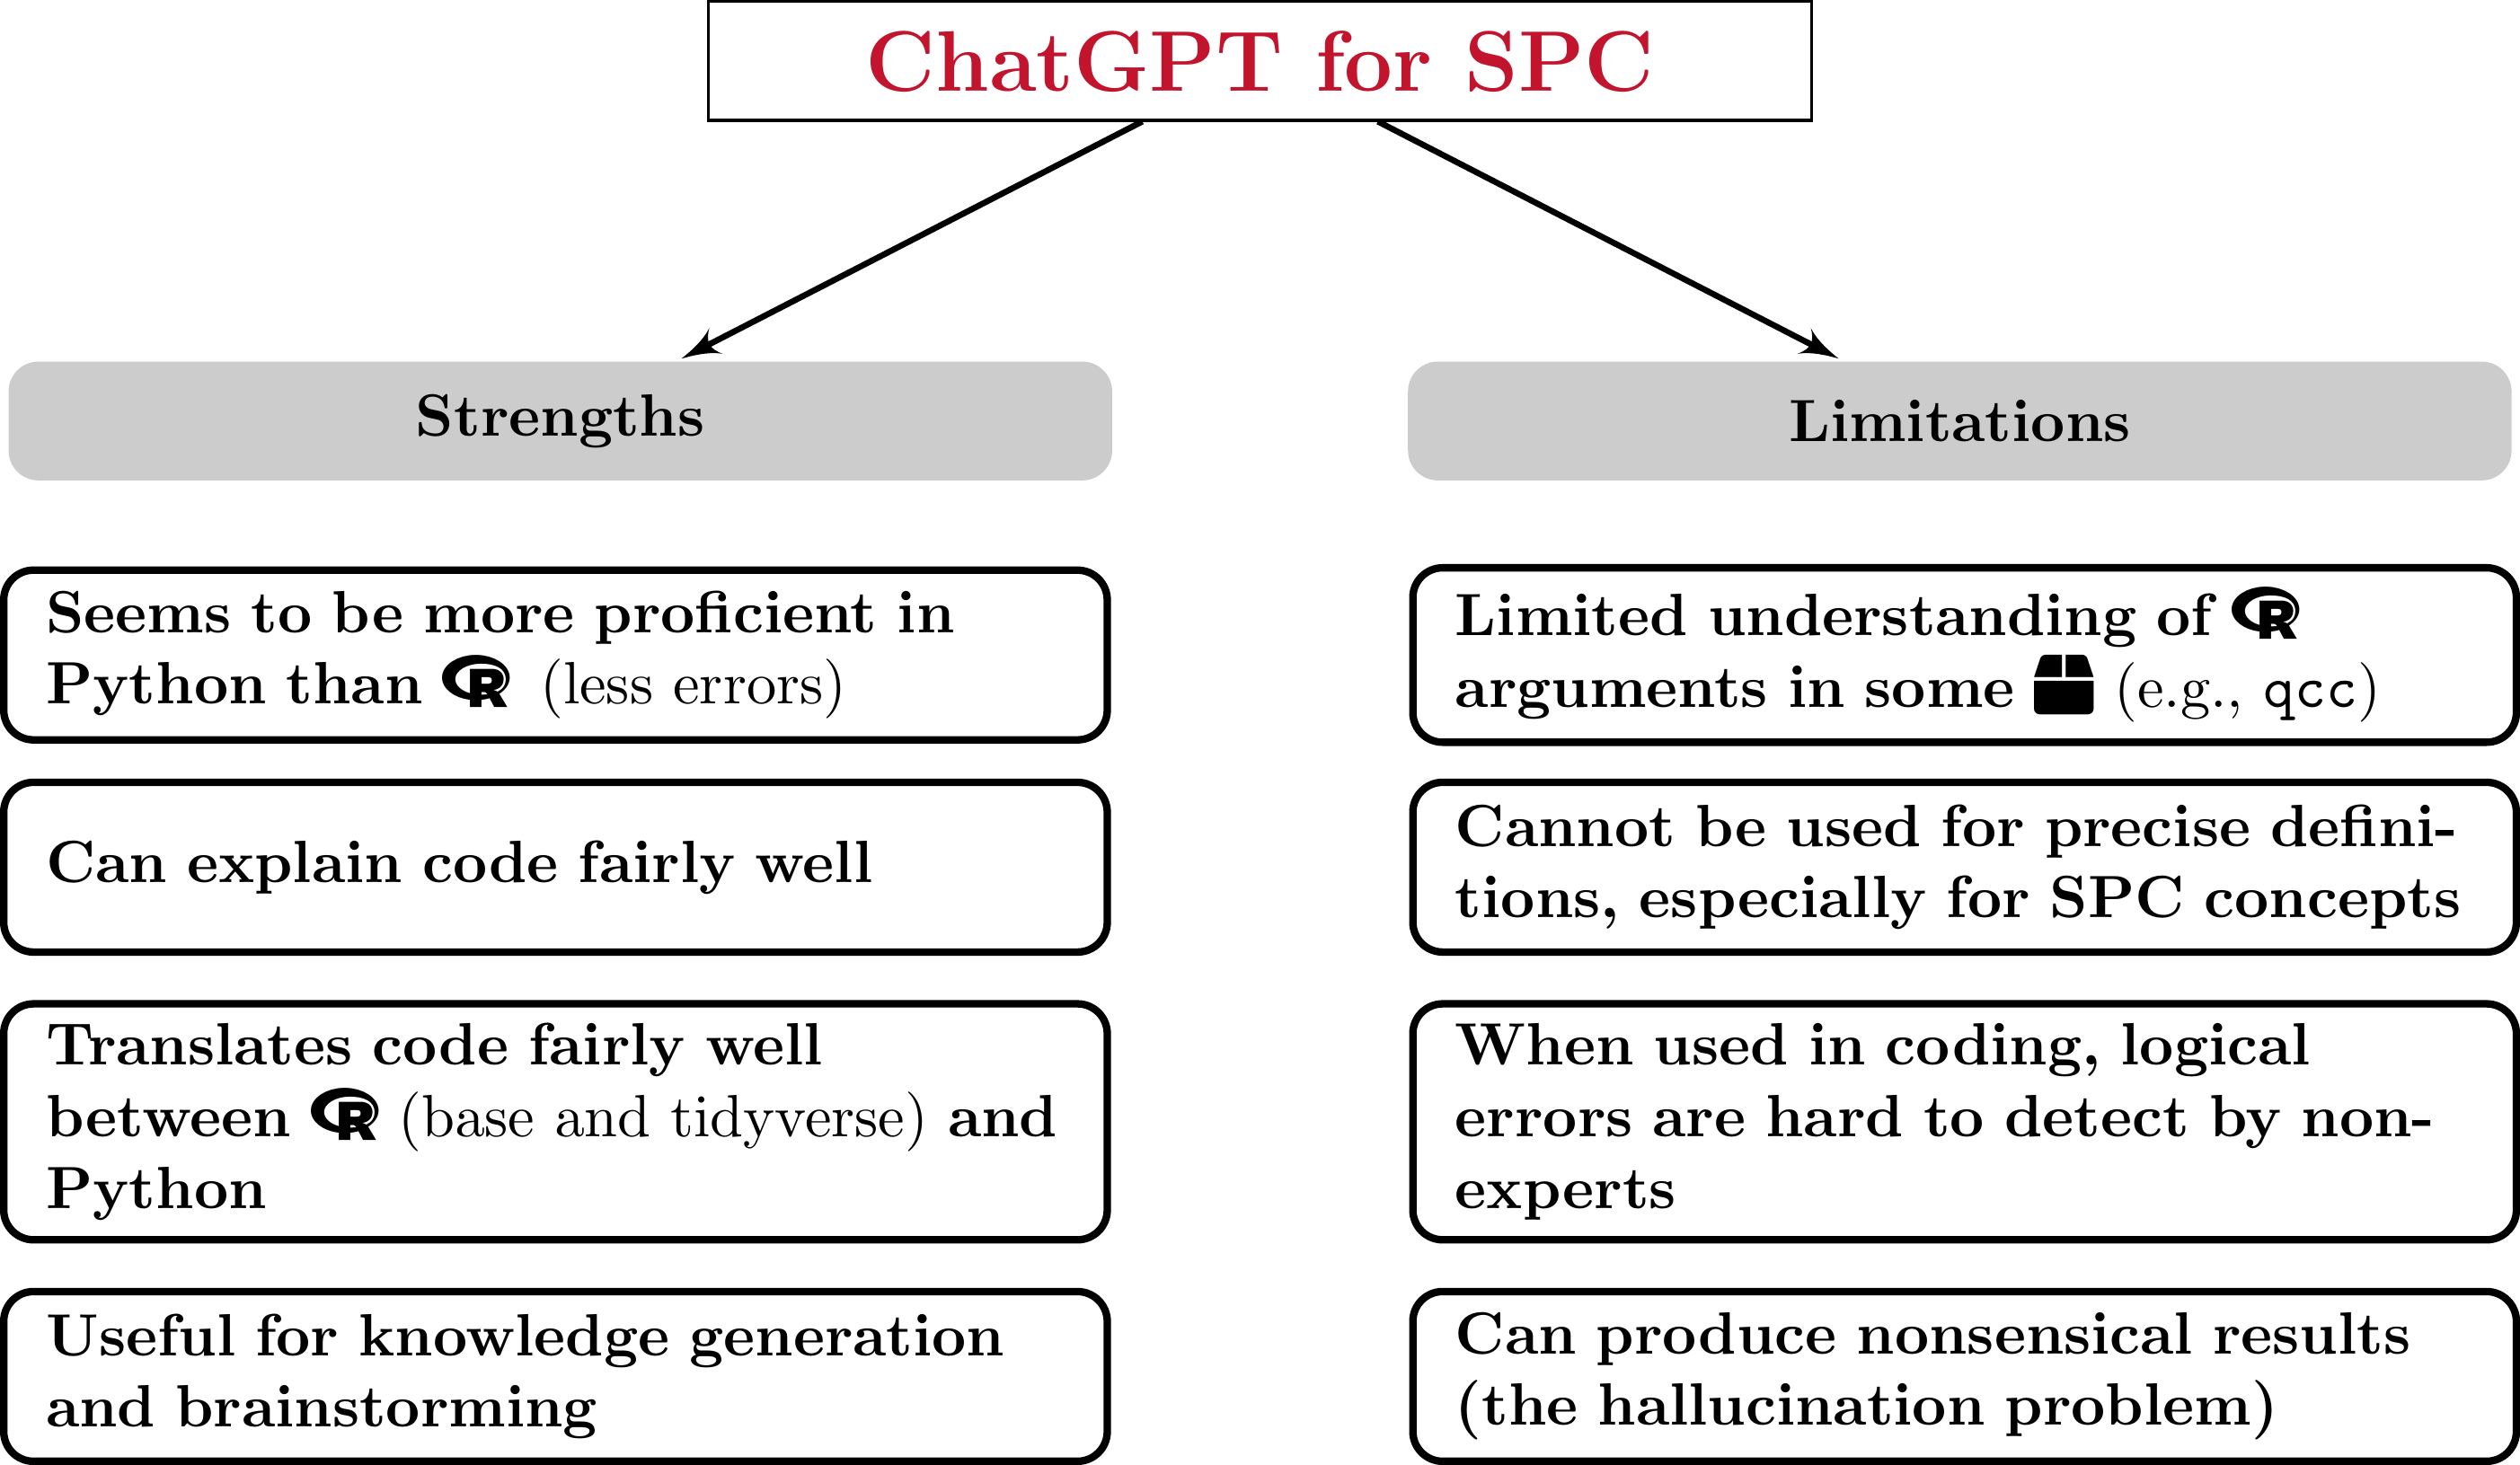 ChatGPT for SPC
Strengths
Seems to be more proficient in
Python than R (less errors)
Can explain code fairly well
Translates code fairly well
between R (base and tidyverse) and
Python
Useful for knowledge generation
and brainstorming
Limitations
Limited understanding of R
arguments in some (e.g., qcc)
Cannot be used for precise defini-
tions, especially for SPC concepts
When used in coding, logical
errors are hard to detect by non-
experts
Can produce nonsensical results
(the hallucination problem)